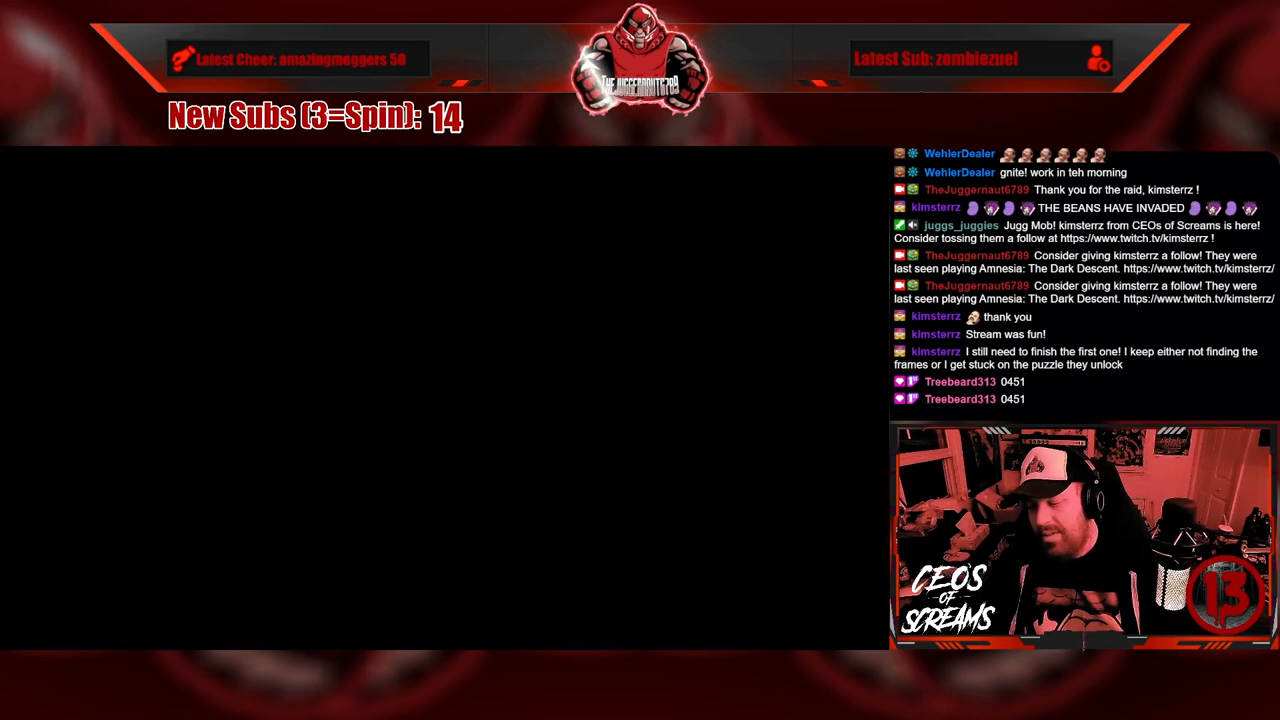 Latest Cheer: amazingmeggers 50
THEJUGGERNAUT6789
Latest Sub: zombiezuel
New Subs (3=Spin): 14
WehlerDealer
WehlerDealer gnite! work in teh morning
TheJuggernaut6789 Thank you for the raid, kimsterrz !
kimsterrz THE BEANS HAVE INVADED
juggs_juggies Jugg Mob! kimsterrz from CEOs of Screams is here!
Consider tossing them a follow at https://www.twitch.tv/kimsterrz !
TheJuggernaut6789 Consider giving kimsterrz a follow! They were
last seen playing Amnesia: The Dark Descent. https://www.twitch.tv/kimsterrz/
TheJuggernaut6789 Consider giving kimsterrz a follow! They were
last seen playing Amnesia: The Dark Descent. https://www.twitch.tv/kimsterrz/
kimsterrz thank you
kimsterrz Stream was fun!
kimsterrz I still need to finish the first one! I keep either not finding the
frames or I get stuck on the puzzle they unlock
Treebeard313 0451
Treebeard313 0451
CEOS
OF
SCREAMS
13